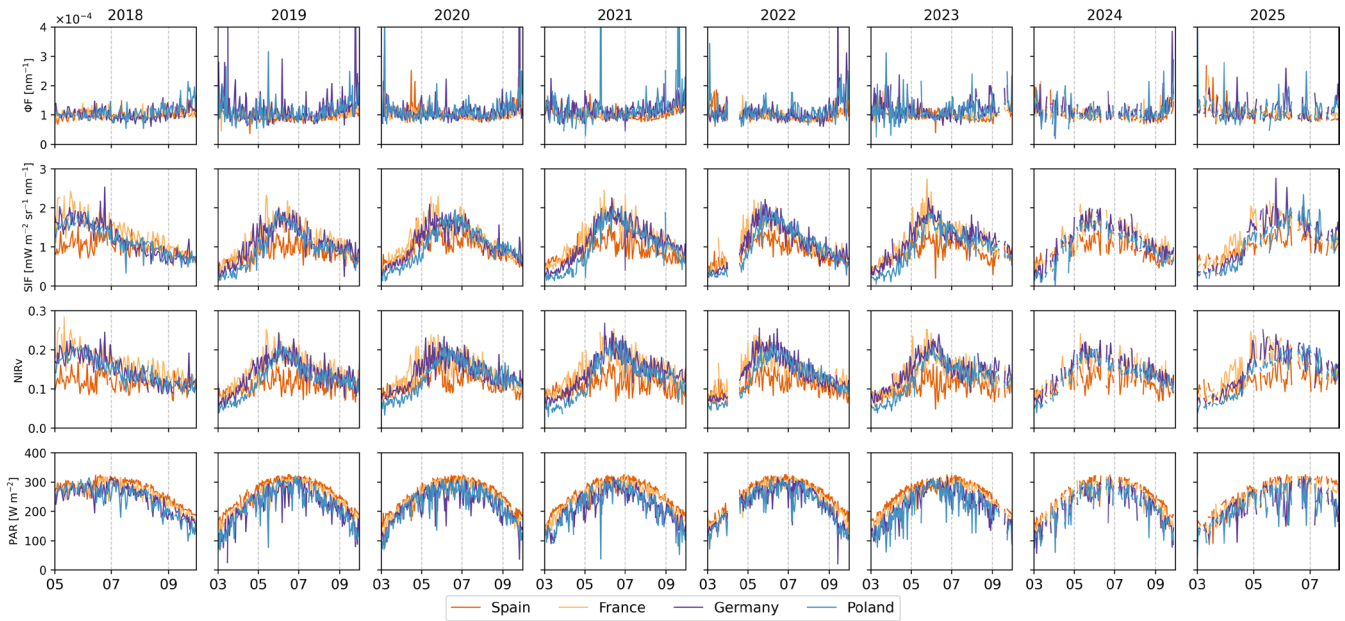 2018 2019 2020 2021 2022 2023 2024 2025
×10⁻⁴
4
3
2
1
0
ΦF [nm⁻¹]
3
2
1
0
SIF [mW m⁻² sr⁻¹ nm⁻¹]
0.3
0.2
0.1
0.0
NIRv
400
300
200
100
0
PAR [W m⁻²]
05 07 09 03 05 07 09 03 05 07 09 03 05 07 09 03 05 07 09 03 05 07 09 03 05 07 09 03 05 07
Spain France Germany Poland